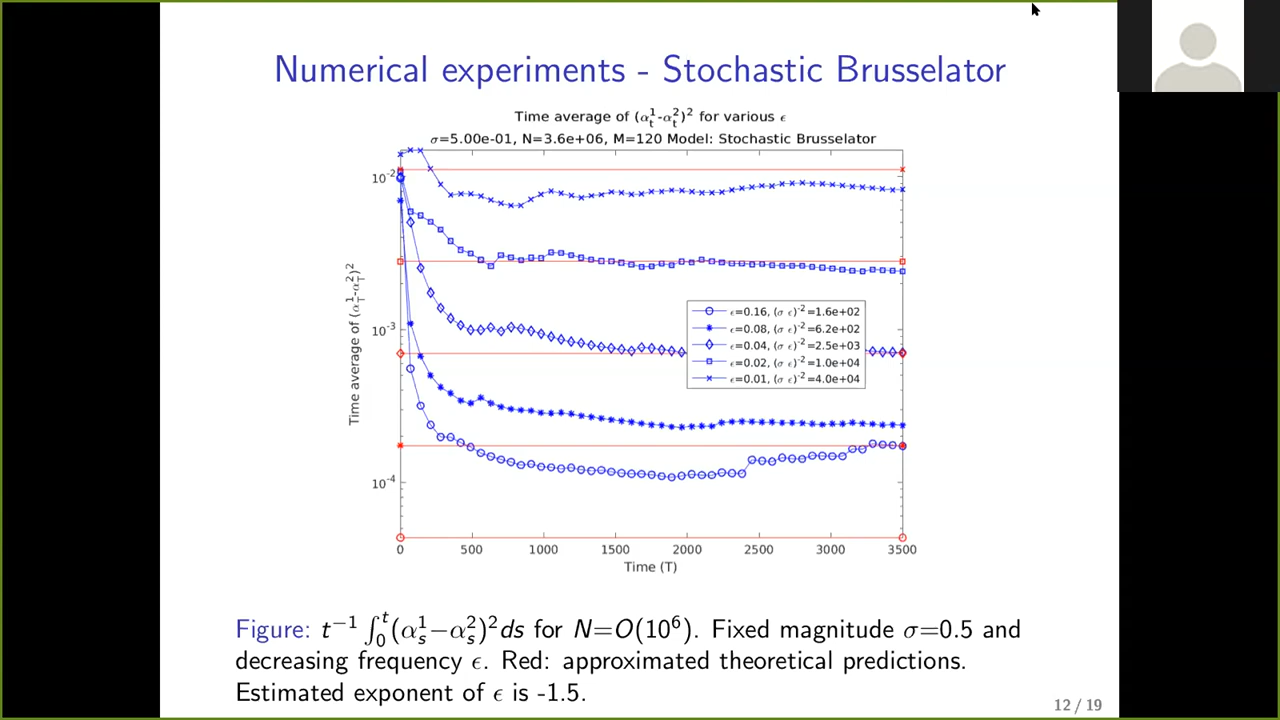 Numerical experiments - Stochastic Brusselator
Time average of (α_t^1-α_t^2)^2 for various ϵ
σ=5.00e-01, N=3.6e+06, M=120 Model: Stochastic Brusselator
Time average of (α_T^1-α_T^2)^2
10^-2
10^-3
10^-4
ϵ=0.16, (σ ϵ)^-2=1.6e+02
ϵ=0.08, (σ ϵ)^-2=6.2e+02
ϵ=0.04, (σ ϵ)^-2=2.5e+03
ϵ=0.02, (σ ϵ)^-2=1.0e+04
ϵ=0.01, (σ ϵ)^-2=4.0e+04
0 500 1000 1500 2000 2500 3000 3500
Time (T)
Figure: t^−1 ∫_0^t (α_s^1−α_s^2)^2 ds for N=O(10^6). Fixed magnitude σ=0.5 and
decreasing frequency ϵ. Red: approximated theoretical predictions.
Estimated exponent of ϵ is -1.5.
12 / 19